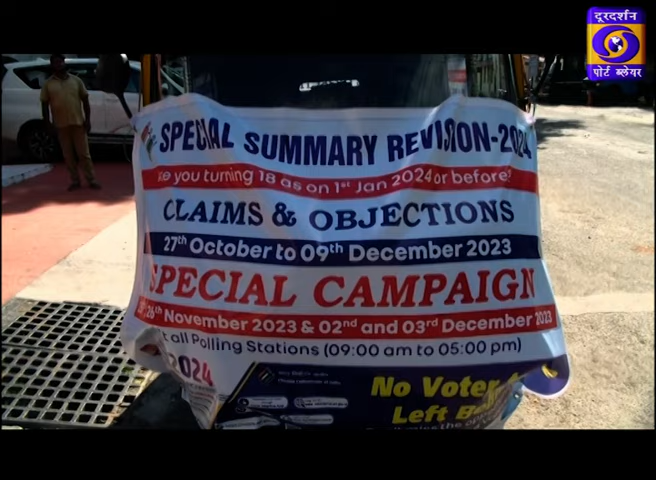 दूरदर्शन
पोर्ट ब्लेयर
SPECIAL SUMMARY REVISION-2024
you turning 18 as on 1st Jan 2024 or before?
CLAIMS & OBJECTIONS
27th October to 09th December 2023
SPECIAL CAMPAIGN
26th November 2023 & 02nd and 03rd December 2023
all Polling Stations (09:00 am to 05:00 pm)
2024
No Voter
Left